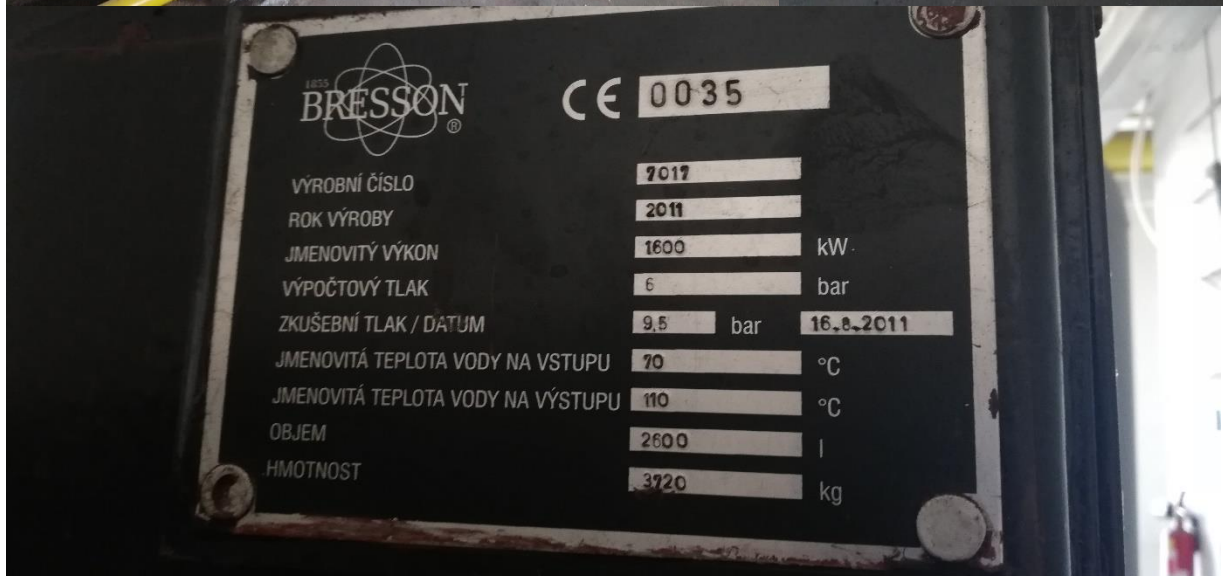 1855
BRESSON®
CE 0035
VÝROBNÍ ČÍSLO 7017
ROK VÝROBY 2011
JMENOVITÝ VÝKON 1600 kW
VÝPOČTOVÝ TLAK 6 bar
ZKUŠEBNÍ TLAK / DATUM 9,5 bar 16.8.2011
JMENOVITÁ TEPLOTA VODY NA VSTUPU 70 °C
JMENOVITÁ TEPLOTA VODY NA VÝSTUPU 110 °C
OBJEM 2600 l
HMOTNOST 3720 kg